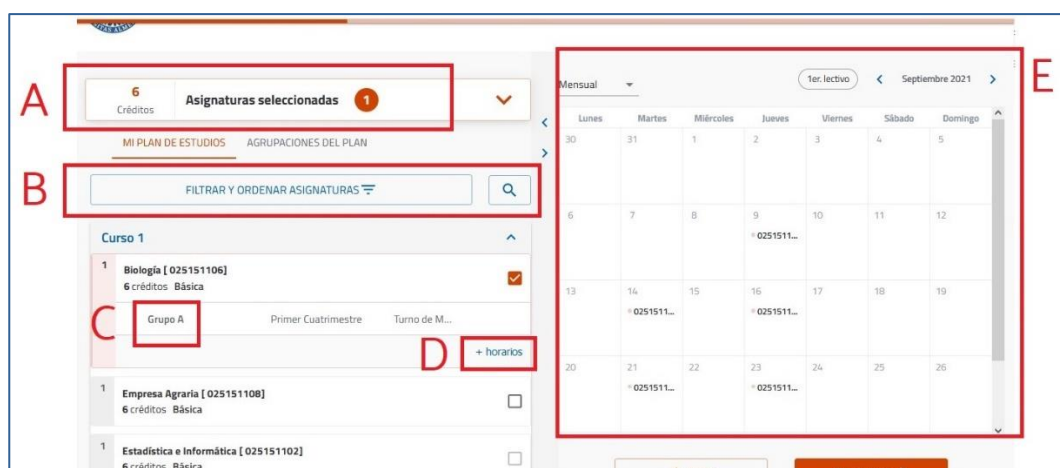 A
6
Créditos
Asignaturas seleccionadas 1
MI PLAN DE ESTUDIOS AGRUPACIONES DEL PLAN
B
FILTRAR Y ORDENAR ASIGNATURAS
Curso 1
1 Biología [ 025151106]
6 créditos Básica
C
Grupo A Primer Cuatrimestre Turno de M...
D
+ horarios
1 Empresa Agraria [ 025151108]
6 créditos Básica
1 Estadística e Informática [ 025151102]
6 créditos Básica
E
Mensual 1er. lectivo < Septiembre 2021 >
Lunes Martes Miércoles Jueves Viernes Sábado Domingo
30 31 1 2 3 4 5
6 7 8 9 10 11 12
0251511...
13 14 15 16 17 18 19
0251511... 0251511...
20 21 22 23 24 25 26
0251511... 0251511...